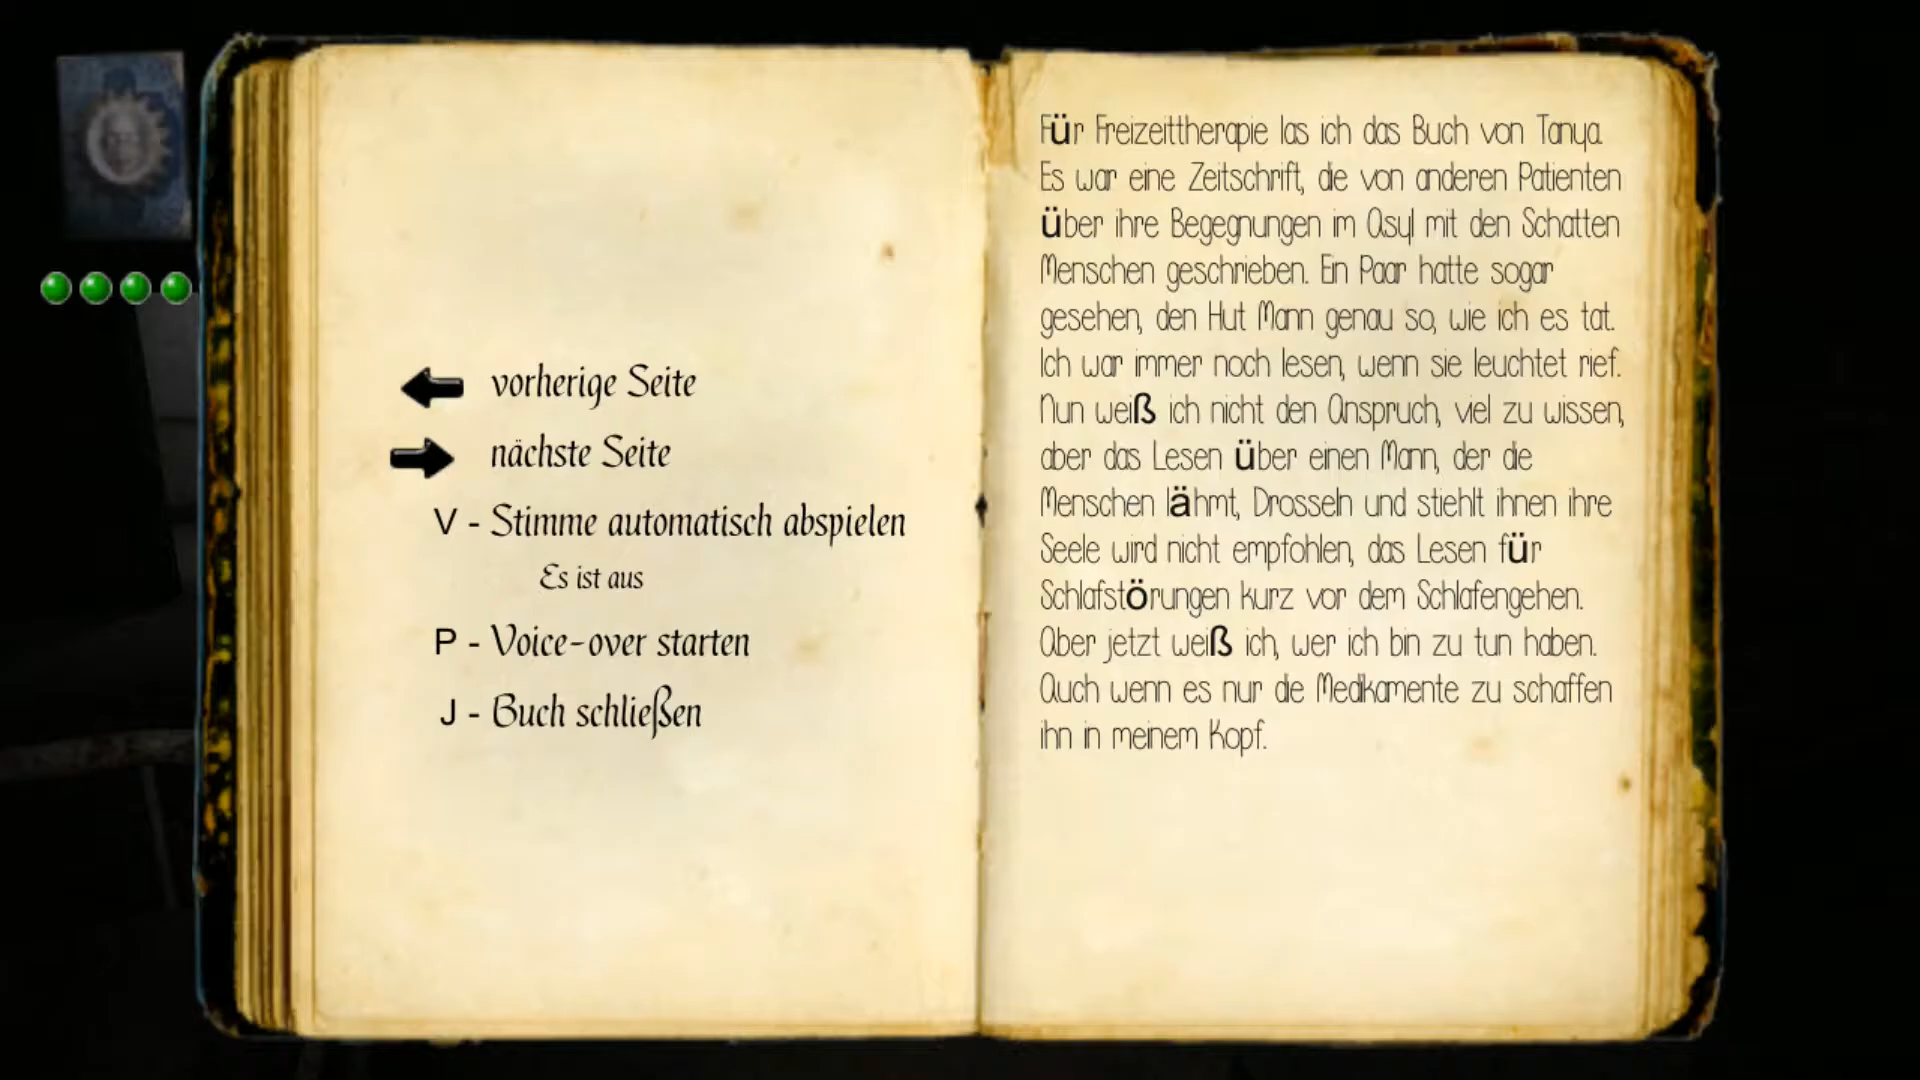 vorherige Seite
nächste Seite
V - Stimme automatisch abspielen
Es ist aus
P - Voice-over starten
J - Buch schließen
Für Freizeittherapie las ich das Buch von Tanya.
Es war eine Zeitschrift, die von anderen Patienten
über ihre Begegnungen im Asyl mit den Schatten
Menschen geschrieben. Ein Paar hatte sogar
gesehen, den Hut Mann genau so, wie ich es tat.
Ich war immer noch lesen, wenn sie leuchtet rief.
Nun weiß ich nicht den Anspruch, viel zu wissen,
aber das Lesen über einen Mann, der die
Menschen lähmt, Drosseln und stiehlt ihnen ihre
Seele wird nicht empfohlen, das Lesen für
Schlafstörungen kurz vor dem Schlafengehen.
Aber jetzt weiß ich, wer ich bin zu tun haben.
Auch wenn es nur die Medikamente zu schaffen
ihn in meinem Kopf.